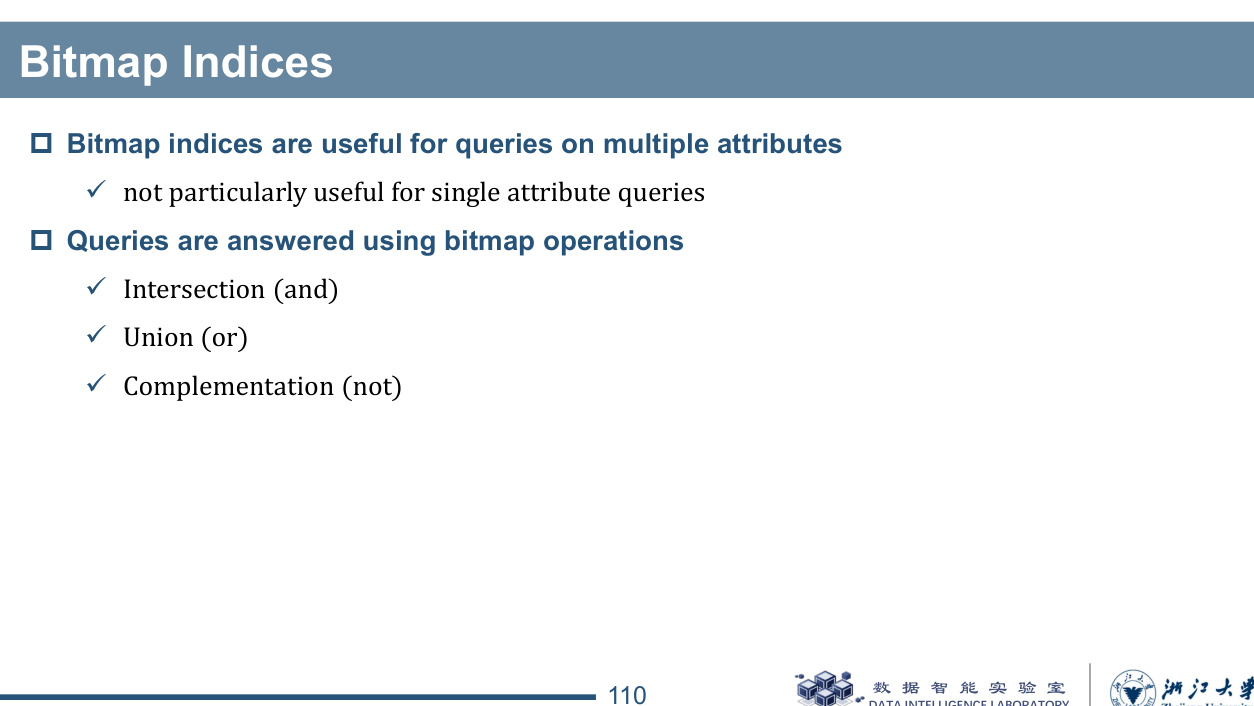 Bitmap Indices
Bitmap indices are useful for queries on multiple attributes
not particularly useful for single attribute queries
Queries are answered using bitmap operations
Intersection (and)
Union (or)
Complementation (not)
110
数据智能实验室
DATA INTELLIGENCE LABORATORY
浙江大学
Zhejiang University